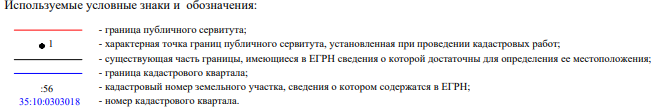 Используемые условные знаки и обозначения:
- граница публичного сервитута;
1 - характерная точка границ публичного сервитута, установленная при проведении кадастровых работ;
- существующая часть границы, имеющиеся в ЕГРН сведения о которой достаточны для определения ее местоположения;
- граница кадастрового квартала;
:56 - кадастровый номер земельного участка, сведения о котором содержатся в ЕГРН;
35:10:0303018 - номер кадастрового квартала.